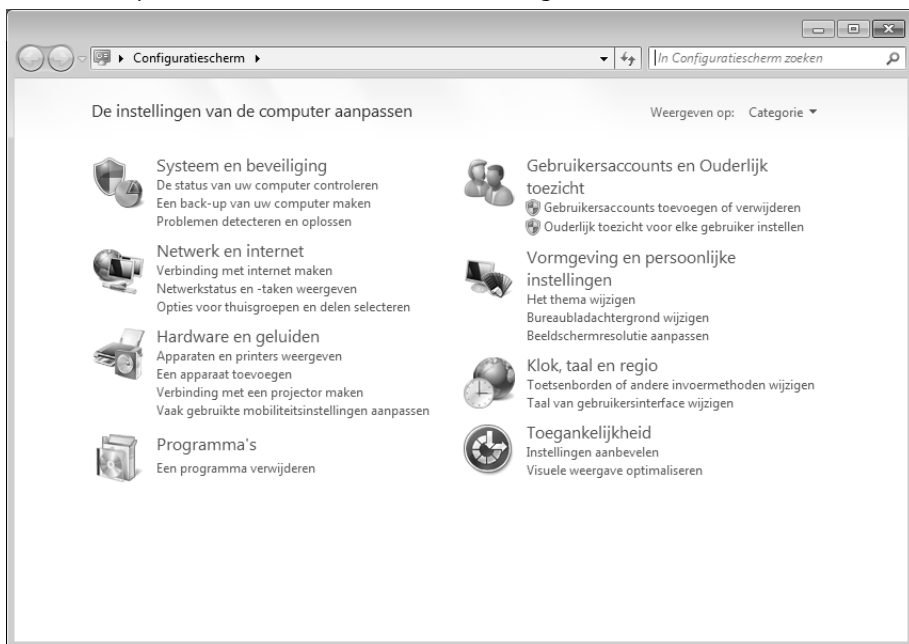 Configuratiescherm
In Configuratiescherm zoeken
De instellingen van de computer aanpassen
Weergeven op: Categorie
Systeem en beveiliging
De status van uw computer controleren
Een back-up van uw computer maken
Problemen detecteren en oplossen
Netwerk en internet
Verbinding met internet maken
Netwerkstatus en -taken weergeven
Opties voor thuisgroepen en delen selecteren
Hardware en geluiden
Apparaten en printers weergeven
Een apparaat toevoegen
Verbinding met een projector maken
Vaak gebruikte mobiliteitsinstellingen aanpassen
Programma's
Een programma verwijderen
Gebruikersaccounts en Ouderlijk
toezicht
Gebruikersaccounts toevoegen of verwijderen
Ouderlijk toezicht voor elke gebruiker instellen
Vormgeving en persoonlijke
instellingen
Het thema wijzigen
Bureaubladachtergrond wijzigen
Beeldschermresolutie aanpassen
Klok, taal en regio
Toetsenborden of andere invoermethoden wijzigen
Taal van gebruikersinterface wijzigen
Toegankelijkheid
Instellingen aanbevelen
Visuele weergave optimaliseren